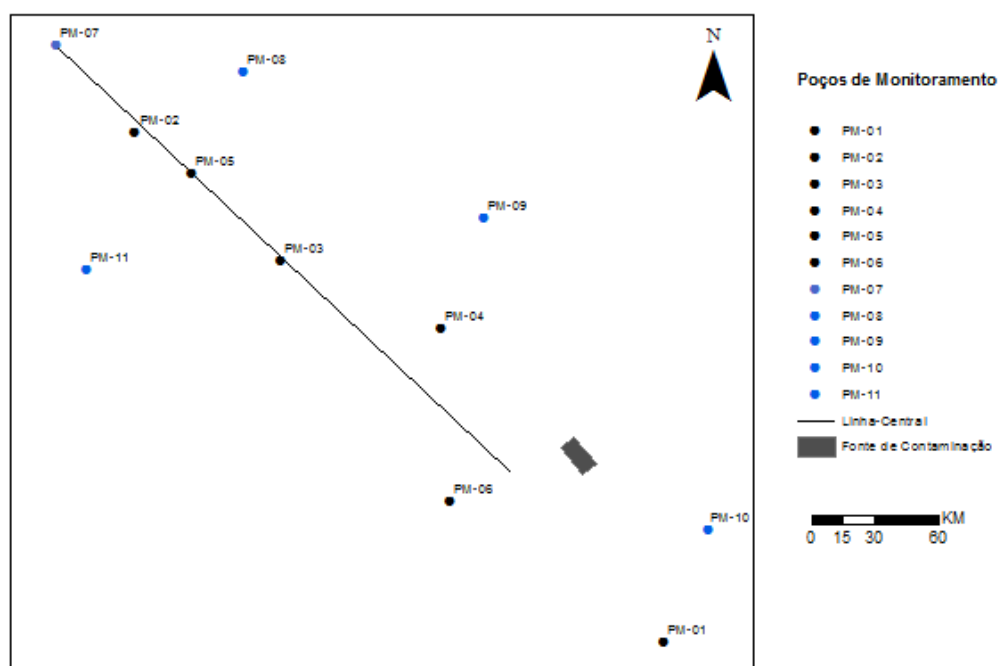 PM-07
PM-08
N
PM-02
PM-05
PM-09
PM-03
PM-11
PM-04
PM-06
PM-10
PM-01
Poços de Monitoramento
PM-01
PM-02
PM-03
PM-04
PM-05
PM-06
PM-07
PM-08
PM-09
PM-10
PM-11
Linha-Central
Fonte de Contaminação
KM
0 15 30 60